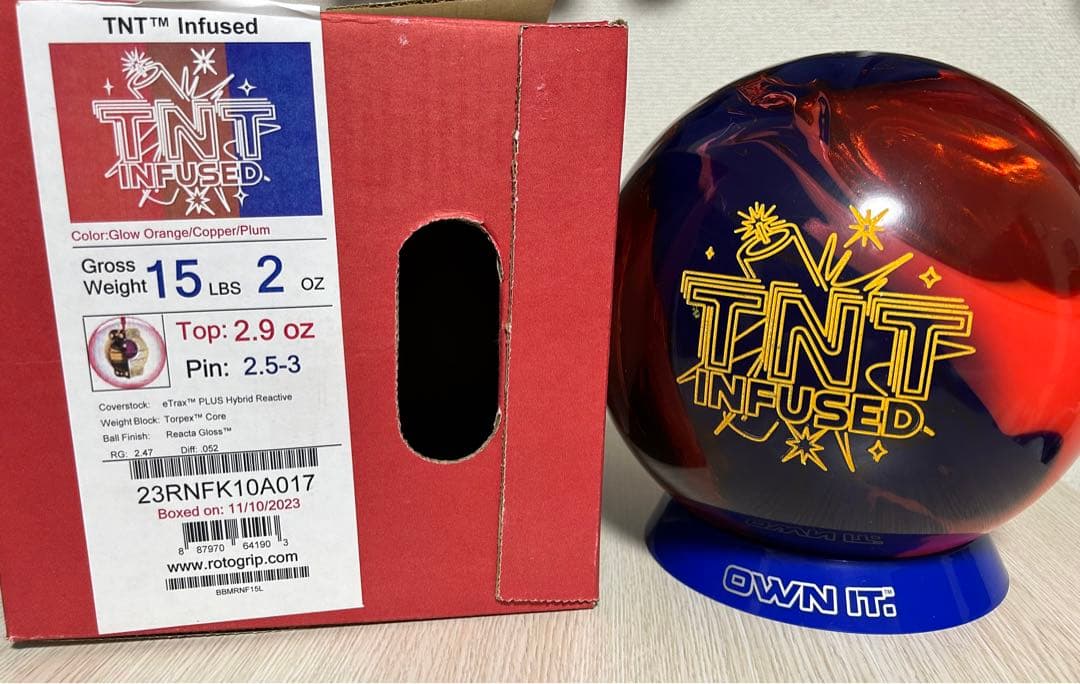 TNT™ Infused
TNT
INFUSED
Color:Glow Orange/Copper/Plum
Gross Weight 15 LBS 2 OZ
Top: 2.9 oz
Pin: 2.5-3
Coverstock: eTrax™ PLUS Hybrid Reactive
Weight Block: Torpex™ Core
Ball Finish: Reacta Gloss™
RG: 2.47 Diff: .052
23RNFK10A017
Boxed on: 11/10/2023
8 87970 64190 3
www.rotogrip.com
BBMRNF15L
TNT
INFUSED
OWN IT.™